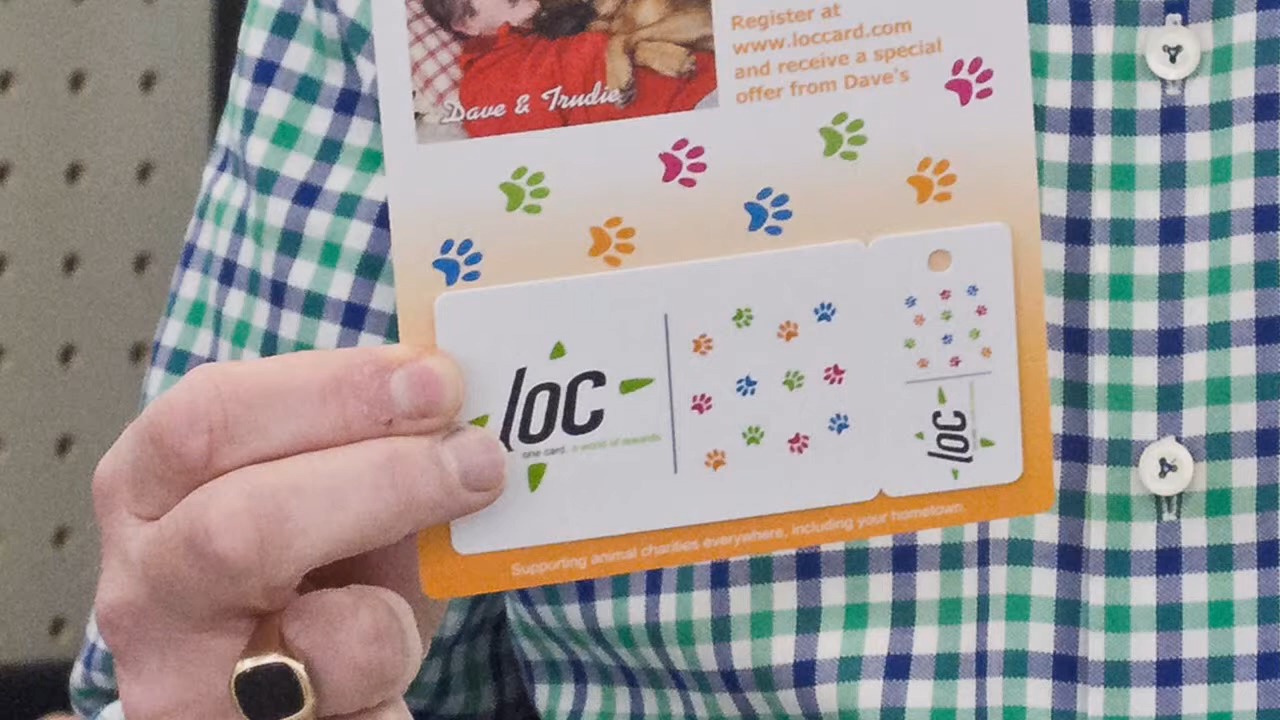 Register at
www.loccard.com
and receive a special
offer from Dave's
Dave & Trudie
loc
one card. a world of rewards
loc
Supporting animal charities everywhere, including your hometown.